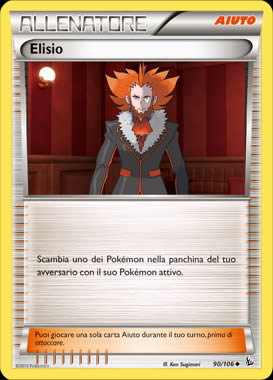 ALLENATORE AIUTO
Elisio
Scambia uno dei Pokémon nella panchina del tuo
avversario con il suo Pokémon attivo.
Puoi giocare una sola carta Aiuto durante il tuo turno, prima di
attaccare.
©2014 Pokémon Ill. Ken Sugimori 90/106